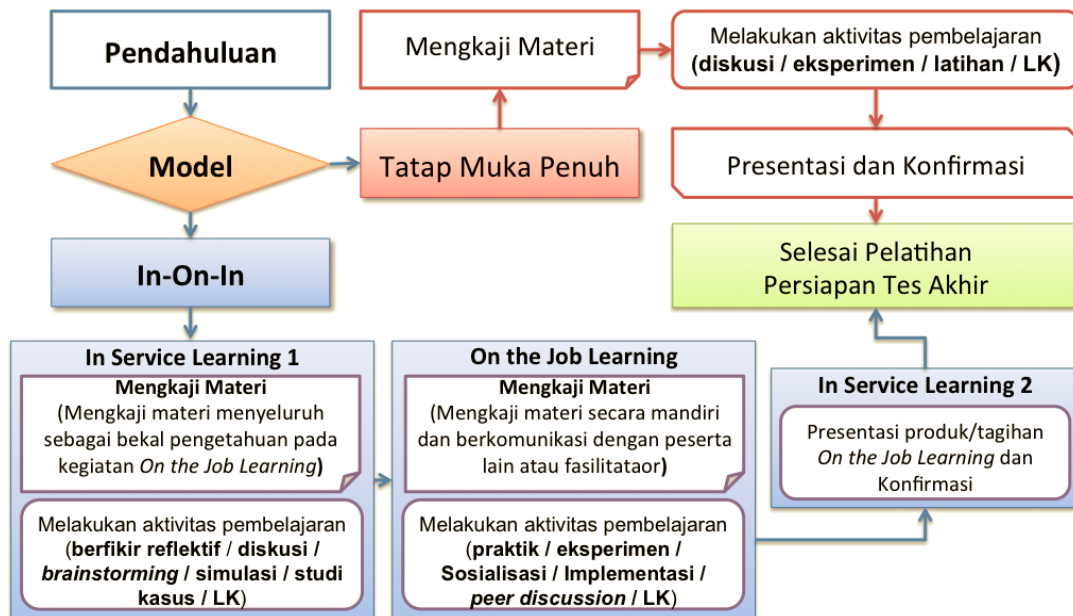 Pendahuluan
Model
Tatap Muka Penuh
Mengkaji Materi
Melakukan aktivitas pembelajaran
(diskusi / eksperimen / latihan / LK)
Presentasi dan Konfirmasi
Selesai Pelatihan
Persiapan Tes Akhir
In-On-In
In Service Learning 1
Mengkaji Materi
(Mengkaji materi menyeluruh
sebagai bekal pengetahuan pada
kegiatan On the Job Learning)
Melakukan aktivitas pembelajaran
(berfikir reflektif / diskusi /
brainstorming / simulasi / studi
kasus / LK)
On the Job Learning
Mengkaji Materi
(Mengkaji materi secara mandiri
dan berkomunikasi dengan peserta
lain atau fasilitataor)
Melakukan aktivitas pembelajaran
(praktik / eksperimen /
Sosialisasi / Implementasi /
peer discussion / LK)
In Service Learning 2
Presentasi produk/tagihan
On the Job Learning dan
Konfirmasi